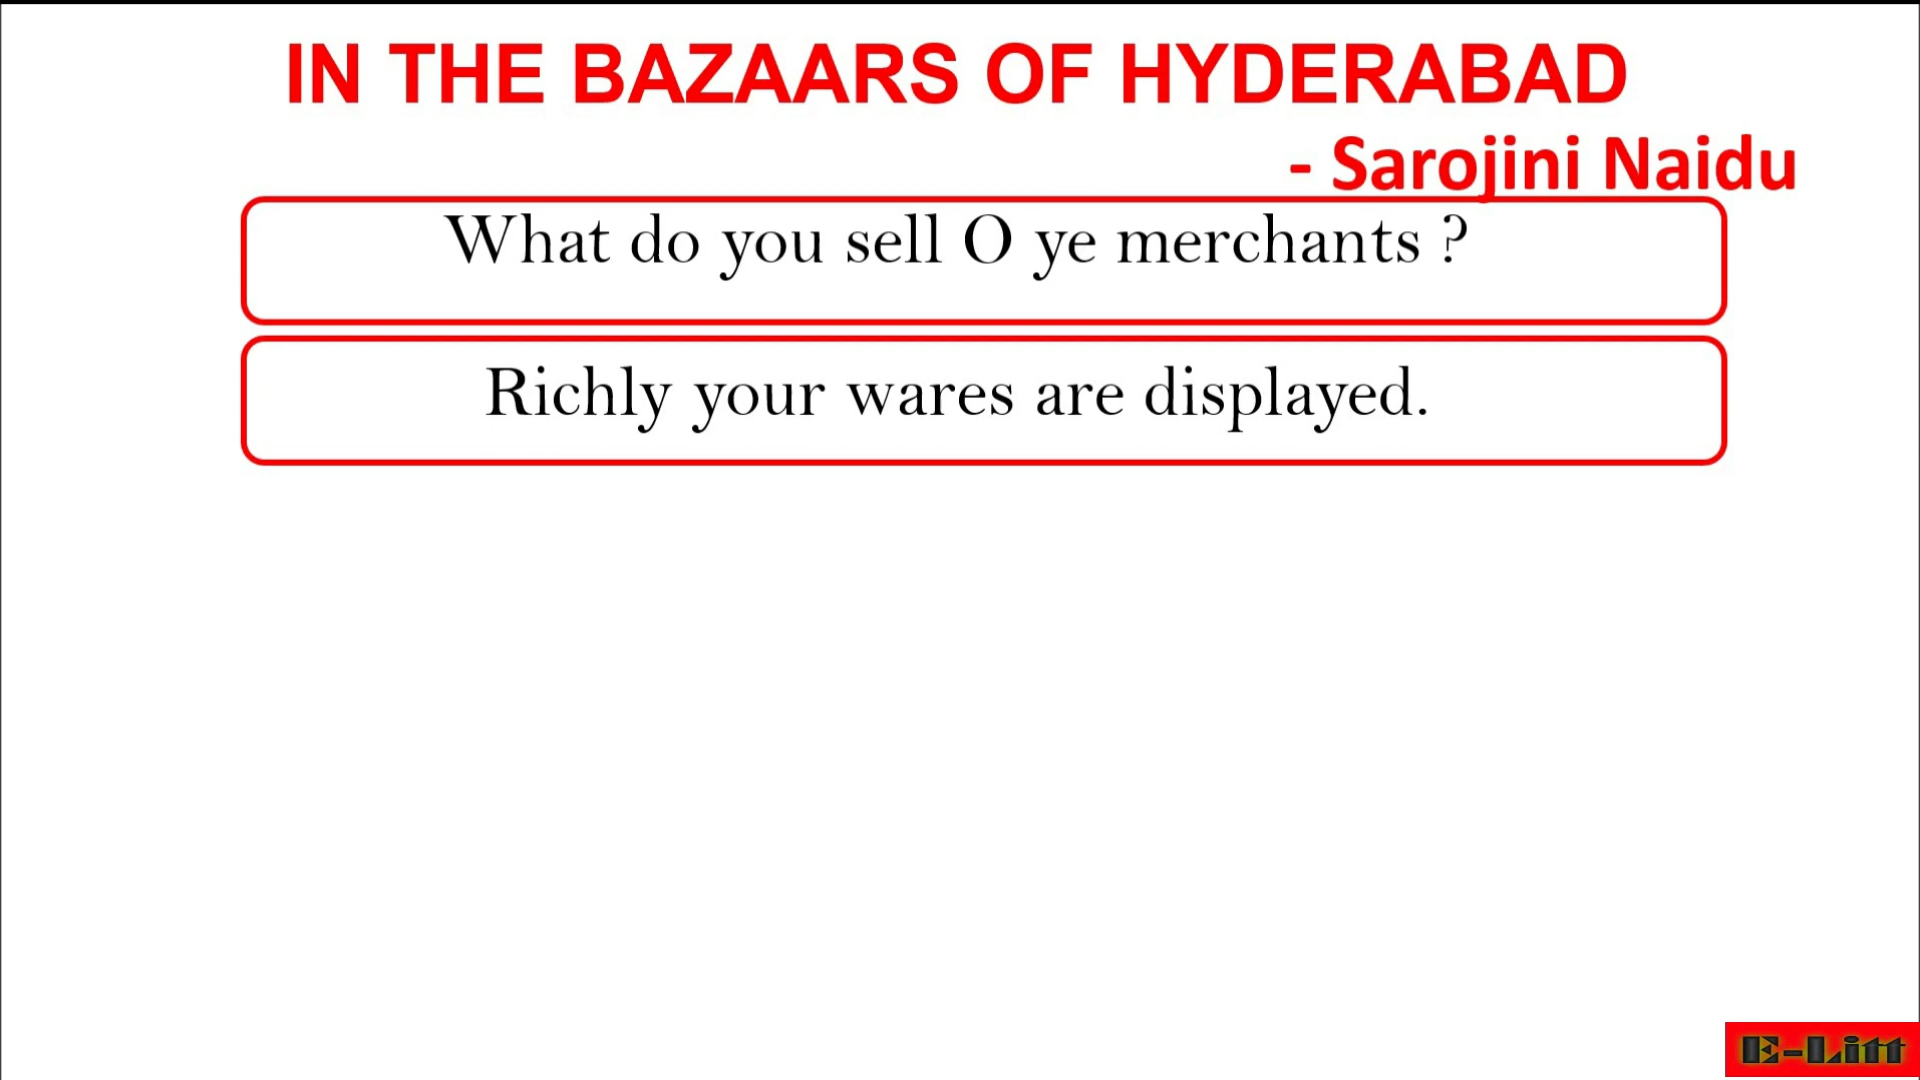 IN THE BAZAARS OF HYDERABAD
- Sarojini Naidu
What do you sell O ye merchants ?
Richly your wares are displayed.
E-Litt